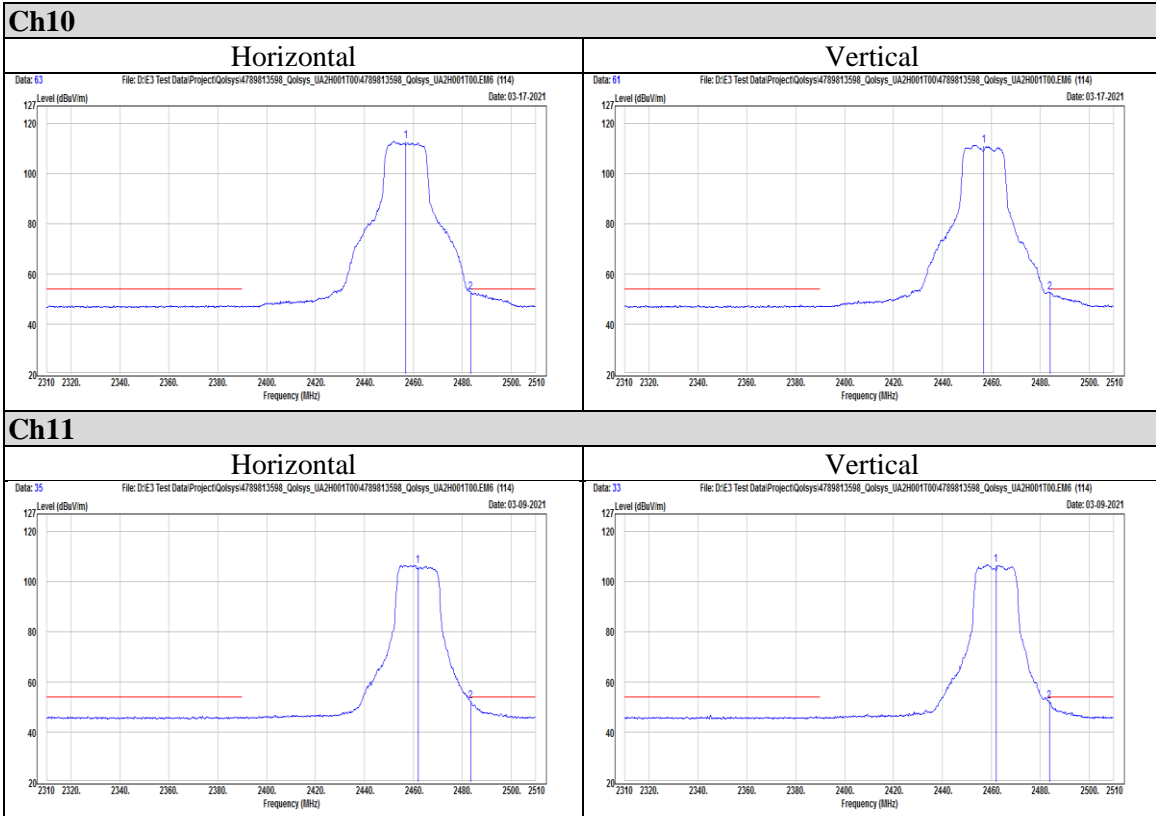 Ch10
Horizontal
Vertical
Data: 63 File: D:\E3 Test Data\Project\Qolsys\4789813598_Qolsys_UA2H001T00\4789813598_Qolsys_UA2H001T00.EM6 (114)
127 Level (dBuV/m) Date: 03-17-2021
120
1
100
80
60
2
40
20
2310 2320. 2340. 2360. 2380. 2400. 2420. 2440. 2460. 2480. 2500. 2510
Frequency (MHz)
Data: 61 File: D:\E3 Test Data\Project\Qolsys\4789813598_Qolsys_UA2H001T00\4789813598_Qolsys_UA2H001T00.EM6 (114)
127 Level (dBuV/m) Date: 03-17-2021
120
1
100
80
60
2
40
20
2310 2320. 2340. 2360. 2380. 2400. 2420. 2440. 2460. 2480. 2500. 2510
Frequency (MHz)
Ch11
Horizontal
Vertical
Data: 35 File: D:\E3 Test Data\Project\Qolsys\4789813598_Qolsys_UA2H001T00\4789813598_Qolsys_UA2H001T00.EM6 (114)
127 Level (dBuV/m) Date: 03-09-2021
120
1
100
80
60
2
40
20
2310 2320. 2340. 2360. 2380. 2400. 2420. 2440. 2460. 2480. 2500. 2510
Frequency (MHz)
Data: 33 File: D:\E3 Test Data\Project\Qolsys\4789813598_Qolsys_UA2H001T00\4789813598_Qolsys_UA2H001T00.EM6 (114)
127 Level (dBuV/m) Date: 03-09-2021
120
1
100
80
60
2
40
20
2310 2320. 2340. 2360. 2380. 2400. 2420. 2440. 2460. 2480. 2500. 2510
Frequency (MHz)